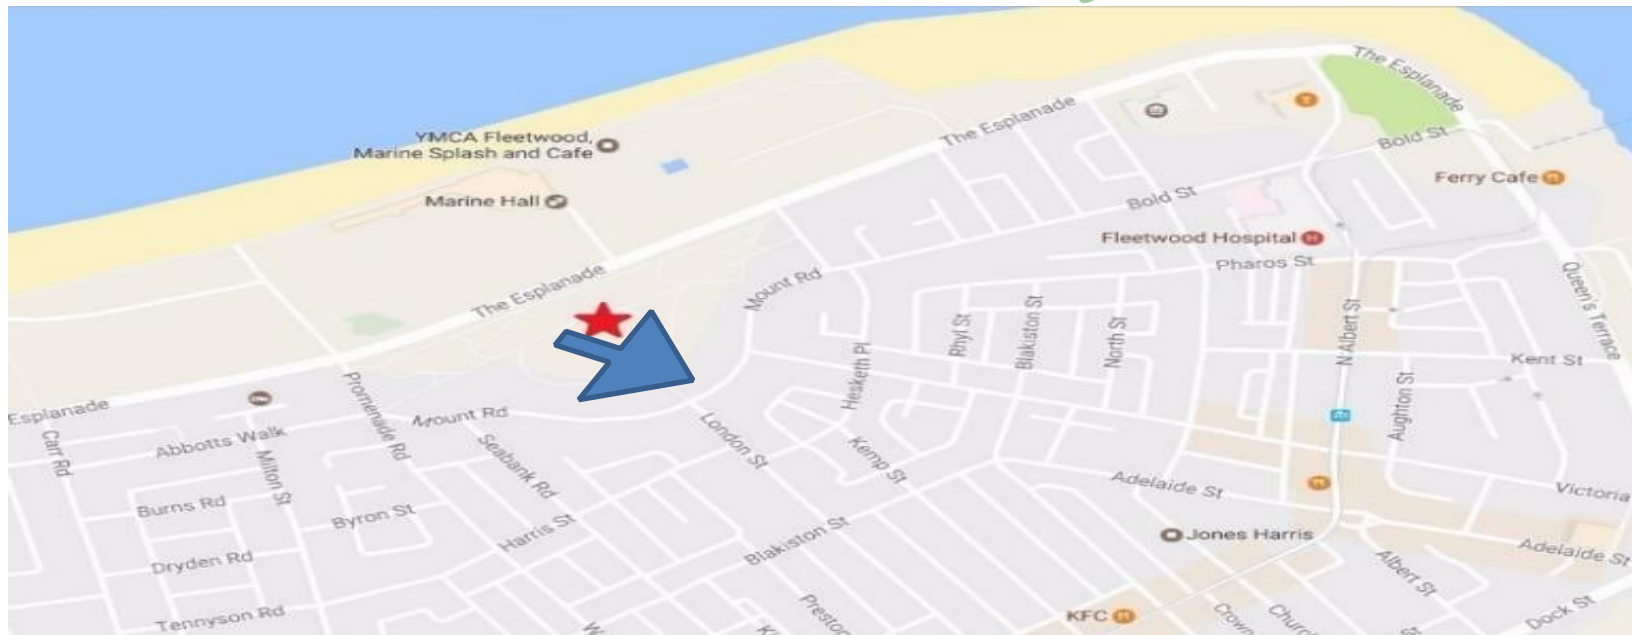 The Esplanade
YMCA Fleetwood,
Marine Splash and Cafe
The Esplanade
Bold St
Ferry Cafe
Marine Hall
Bold St
Fleetwood Hospital
Pharos St
The Esplanade
Mount Rd
Queen's Terrace
Rhyl St
Blakiston St
North St
N Albert St
Kent St
Hesketh Pl
Aughton St
Esplanade
Promenade Rd
Mount Rd
Abbotts Walk
Carr Rd
Milton St
Seabank Rd
London St
Kemp St
Adelaide St
Victoria
Burns Rd
Byron St
Harris St
Blakiston St
Jones Harris
Dryden Rd
Albert St
Adelaide St
Tennyson Rd
W
K
Preston
KFC
Crown
Church
Dock St